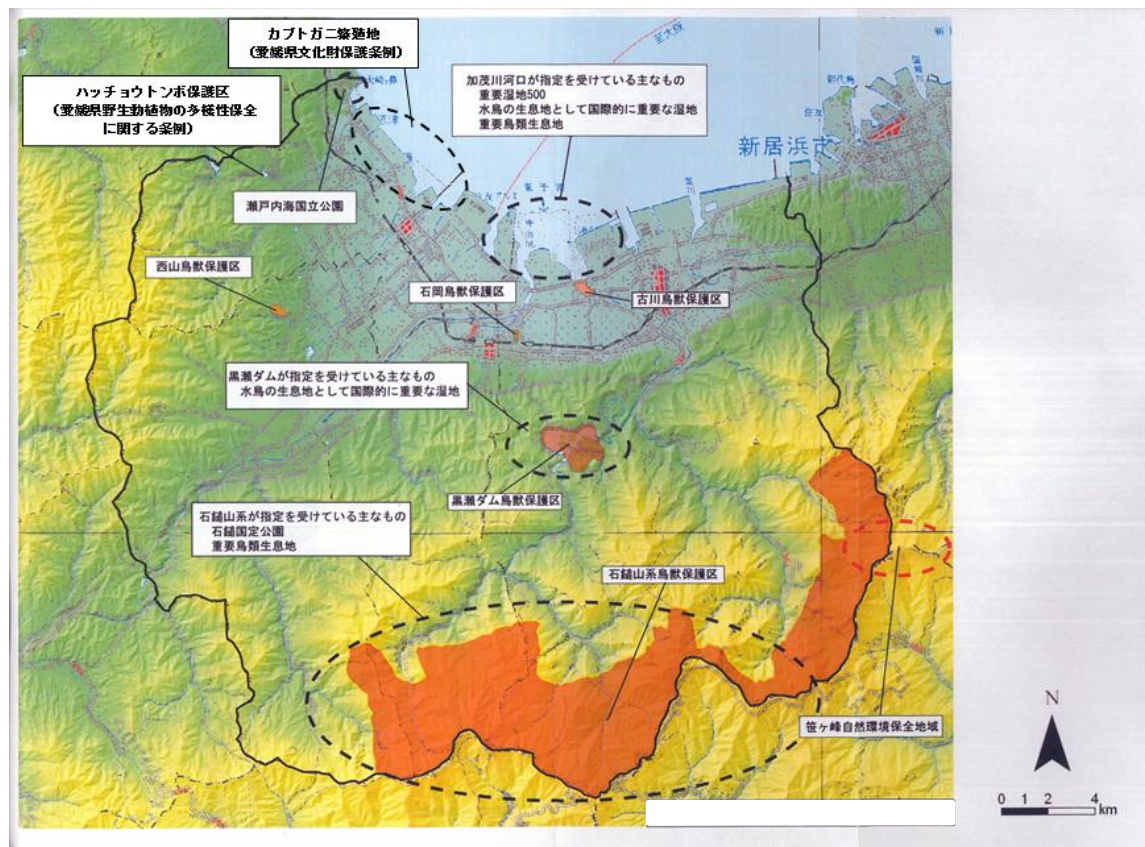 カブトガニ繁殖地
(愛媛県文化財保護条例)
ハッチョウトンボ保護区
(愛媛県野生動植物の多様性保全
に関する条例)
加茂川河口が指定を受けている主なもの
重要湿地500
水鳥の生息地として国際的に重要な湿地
重要鳥類生息地
至大阪
新居浜市
瀬戸内海国立公園
西山鳥獣保護区
石岡鳥獣保護区
古川鳥獣保護区
黒瀬ダムが指定を受けている主なもの
水鳥の生息地として国際的に重要な湿地
黒瀬ダム鳥獣保護区
石鎚山系が指定を受けている主なもの
石鎚国定公園
重要鳥類生息地
石鎚山系鳥獣保護区
笹ヶ峰自然環境保全地域
N
0 1 2 4
km